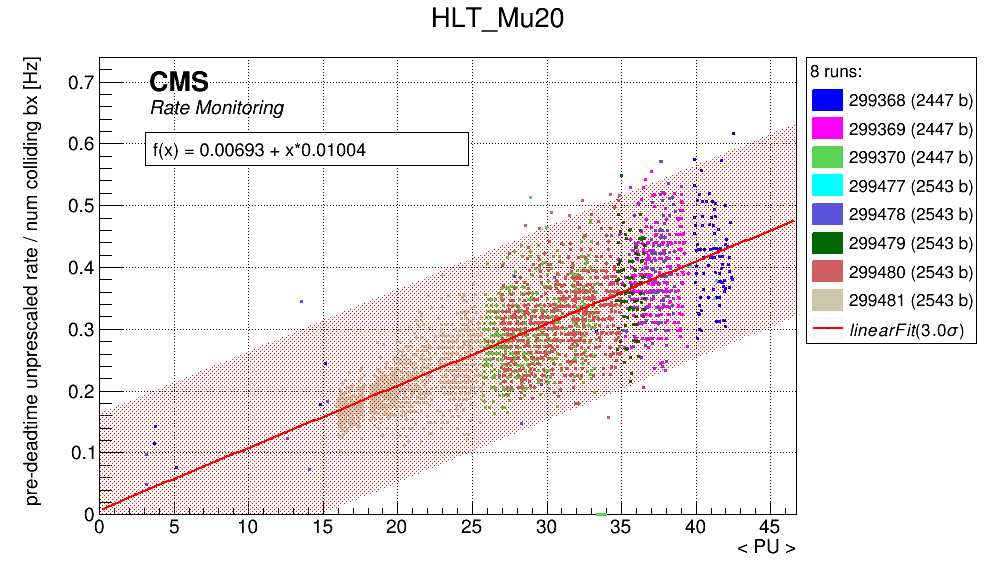 HLT_Mu20
pre-deadtime unprescaled rate / num colliding bx [Hz]
CMS
Rate Monitoring
f(x) = 0.00693 + x*0.01004
0.7
0.6
0.5
0.4
0.3
0.2
0.1
0
0 5 10 15 20 25 30 35 40 45
< PU >
8 runs:
299368 (2447 b)
299369 (2447 b)
299370 (2447 b)
299477 (2543 b)
299478 (2543 b)
299479 (2543 b)
299480 (2543 b)
299481 (2543 b)
linearFit(3.0σ)